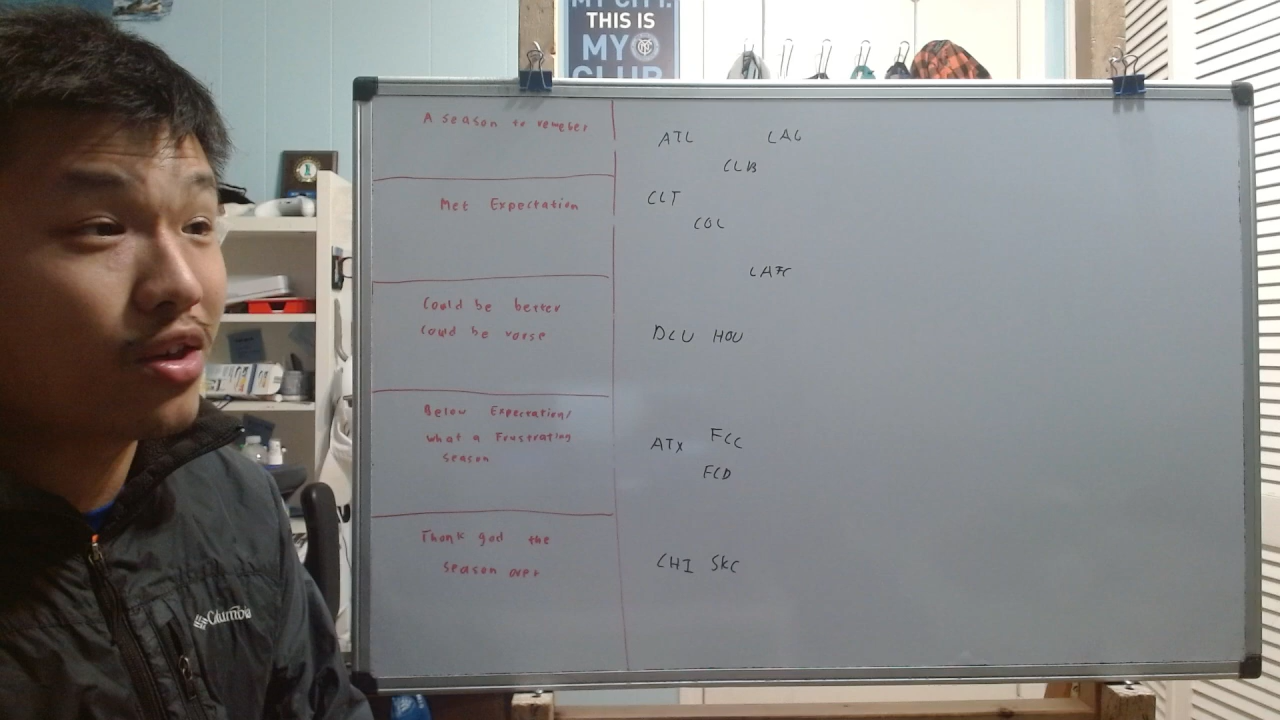 MY CITY.
THIS IS
MY
CLUB
A season to remeber
ATL LAG
CLB
Met Expectation
CLT
COL
LAFC
Could be better
Could be worse
DCU HOU
Below Expectation/
what a Frustrating
season
ATX FCC
FCD
Thank god the
season over
CHI SKC
Columbia